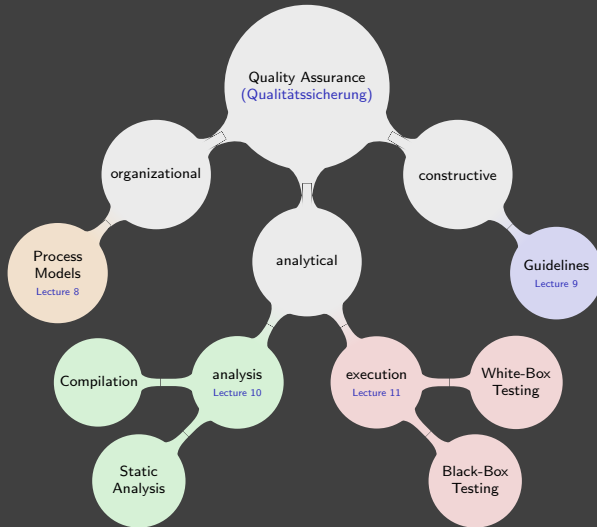 Quality Assurance
(Qualitätssicherung)
organizational
constructive
analytical
Process
Models
Lecture 8
Guidelines
Lecture 9
Compilation
analysis
Lecture 10
execution
Lecture 11
White-Box
Testing
Static
Analysis
Black-Box
Testing